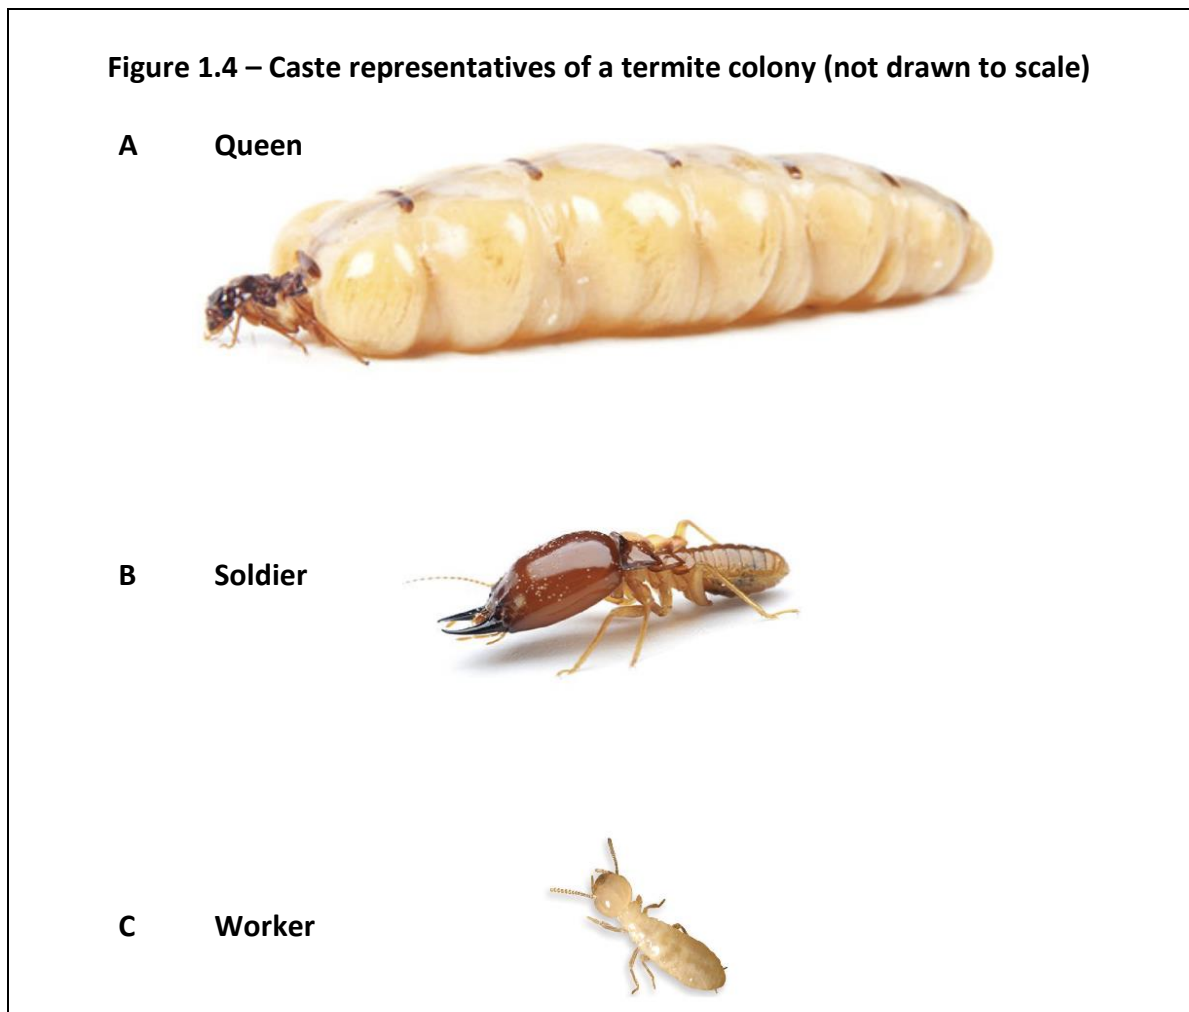 Figure 1.4 – Caste representatives of a termite colony (not drawn to scale)
A Queen
B Soldier
C Worker